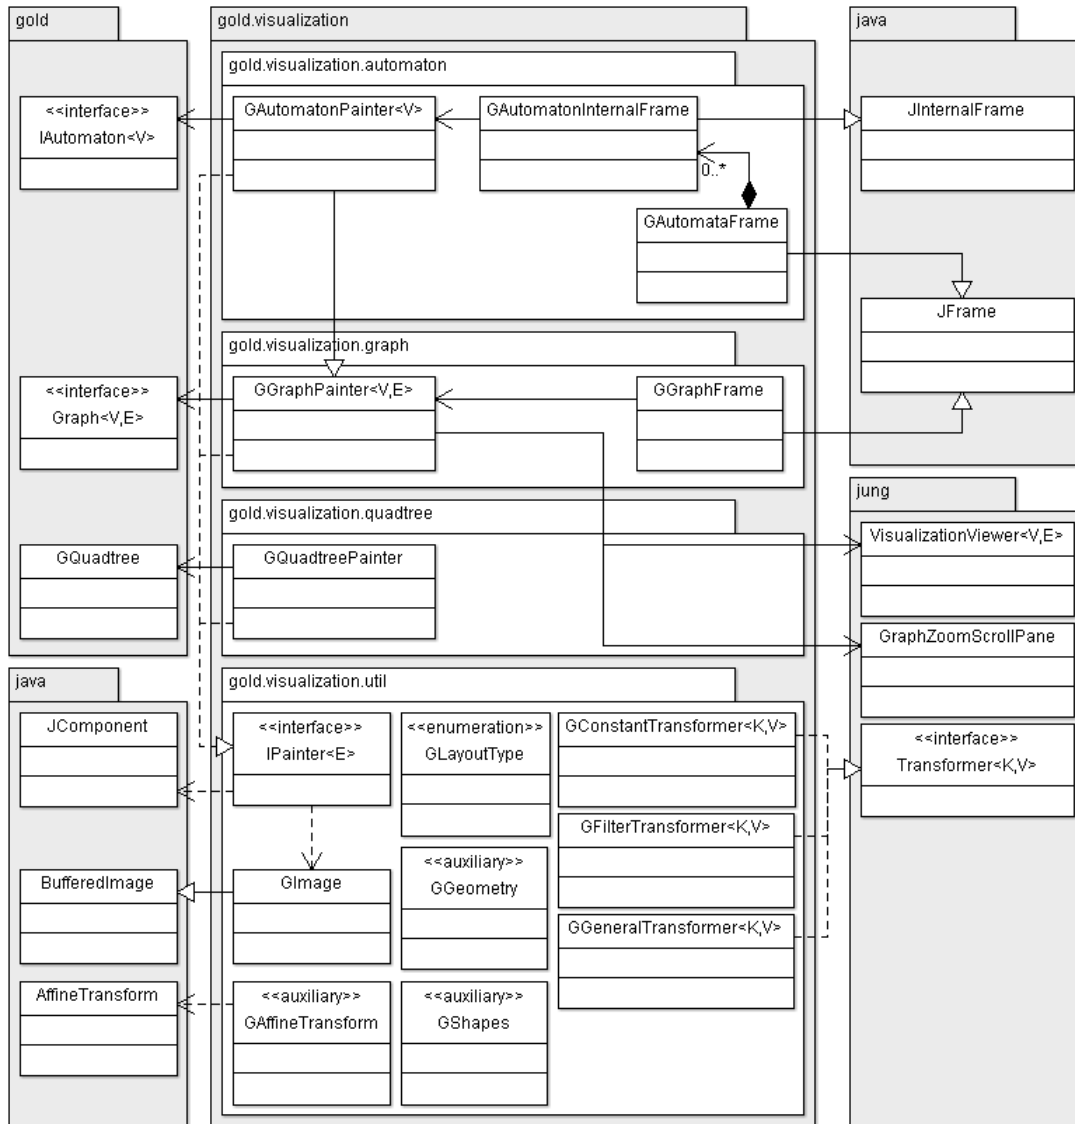 gold
gold.visualization
java
gold.visualization.automaton
<<interface>>
IAutomaton<V>
GAutomatonPainter<V>
GAutomatonInternalFrame
JInternalFrame
0..*
GAutomataFrame
JFrame
gold.visualization.graph
<<interface>>
Graph<V,E>
GGraphPainter<V,E>
GGraphFrame
jung
gold.visualization.quadtree
VisualizationViewer<V,E>
GQuadtree
GQuadtreePainter
GraphZoomScrollPane
java
gold.visualization.util
JComponent
<<interface>>
IPainter<E>
<<enumeration>>
GLayoutType
GConstantTransformer<K,V>
<<interface>>
Transformer<K,V>
GFilterTransformer<K,V>
BufferedImage
GImage
<<auxiliary>>
GGeometry
GGeneralTransformer<K,V>
AffineTransform
<<auxiliary>>
GAffineTransform
<<auxiliary>>
GShapes